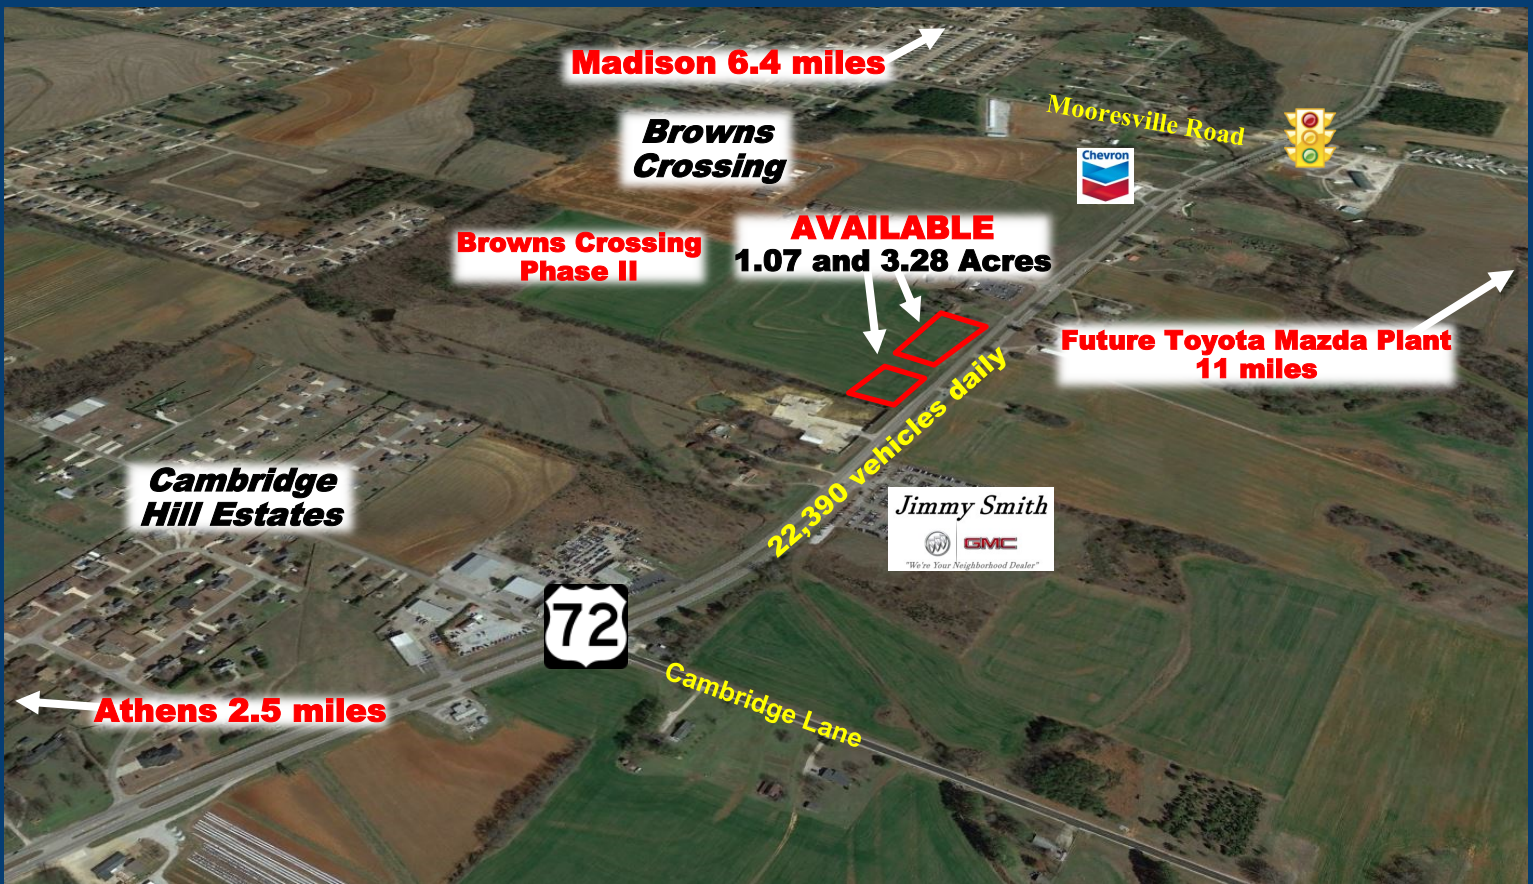 Madison 6.4 miles
Mooresville Road
Browns
Crossing
Chevron
AVAILABLE
1.07 and 3.28 Acres
Browns Crossing
Phase II
Future Toyota Mazda Plant
11 miles
22,390 vehicles daily
Cambridge
Hill Estates
Jimmy Smith
GMC
"We're Your Neighborhood Dealer"
72
Cambridge Lane
Athens 2.5 miles